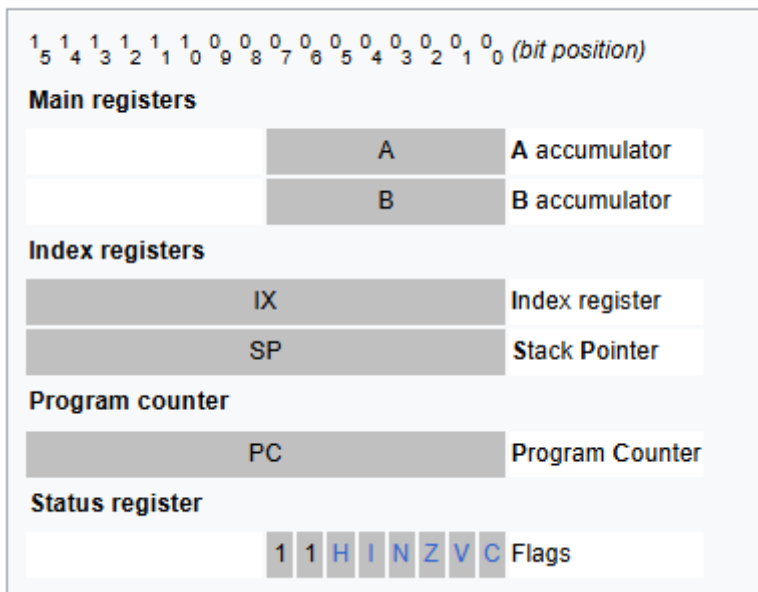 15 14 13 12 11 10 09 08 07 06 05 04 03 02 01 00 (bit position)
Main registers
A A accumulator
B B accumulator
Index registers
IX Index register
SP Stack Pointer
Program counter
PC Program Counter
Status register
1 1 H I N Z V C Flags